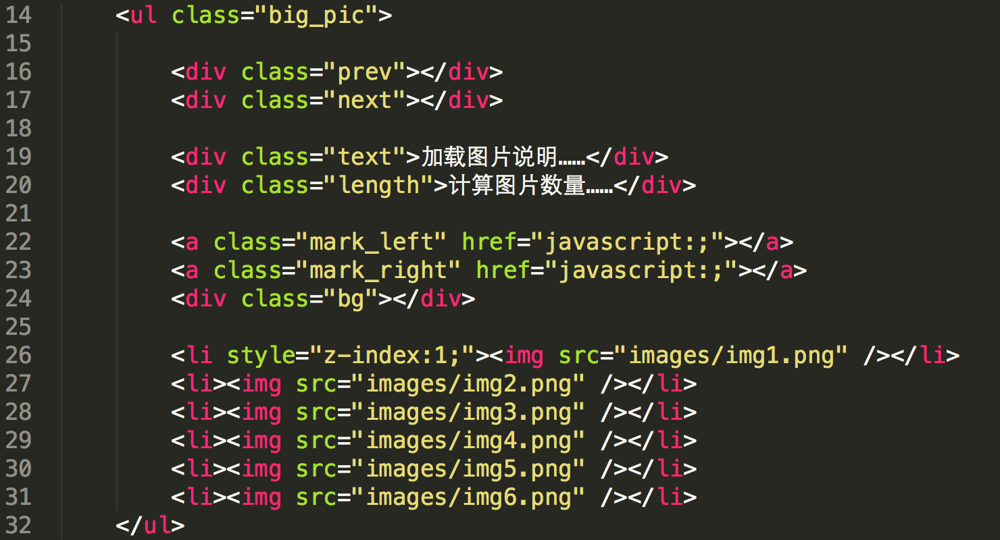 14 <ul class="big_pic">
15
16 <div class="prev"></div>
17 <div class="next"></div>
18
19 <div class="text">加载图片说明……</div>
20 <div class="length">计算图片数量……</div>
21
22 <a class="mark_left" href="javascript:;"></a>
23 <a class="mark_right" href="javascript:;"></a>
24 <div class="bg"></div>
25
26 <li style="z-index:1;"><img src="images/img1.png" /></li>
27 <li><img src="images/img2.png" /></li>
28 <li><img src="images/img3.png" /></li>
29 <li><img src="images/img4.png" /></li>
30 <li><img src="images/img5.png" /></li>
31 <li><img src="images/img6.png" /></li>
32 </ul>